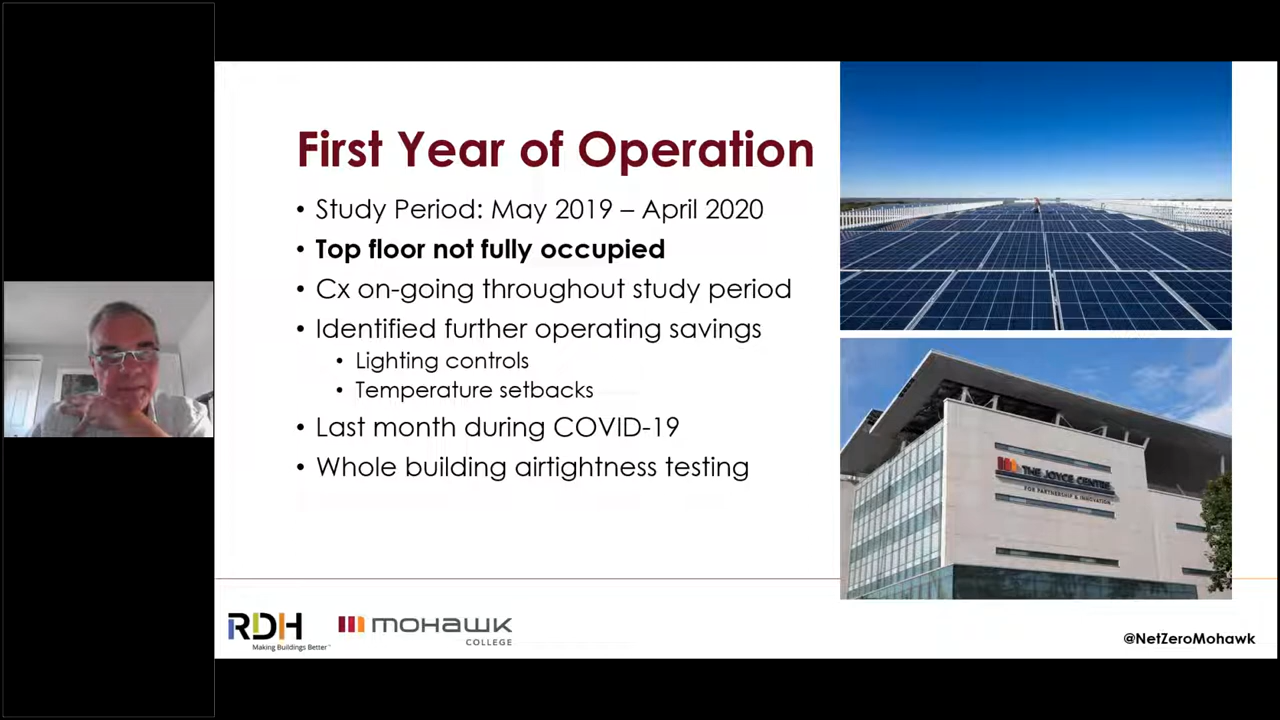 First Year of Operation
• Study Period: May 2019 – April 2020
• Top floor not fully occupied
• Cx on-going throughout study period
• Identified further operating savings
• Lighting controls
• Temperature setbacks
• Last month during COVID-19
• Whole building airtightness testing
THE JOYCE CENTRE
FOR PARTNERSHIP & INNOVATION
RDH
Making Buildings Better™
mohawk
COLLEGE
@NetZeroMohawk